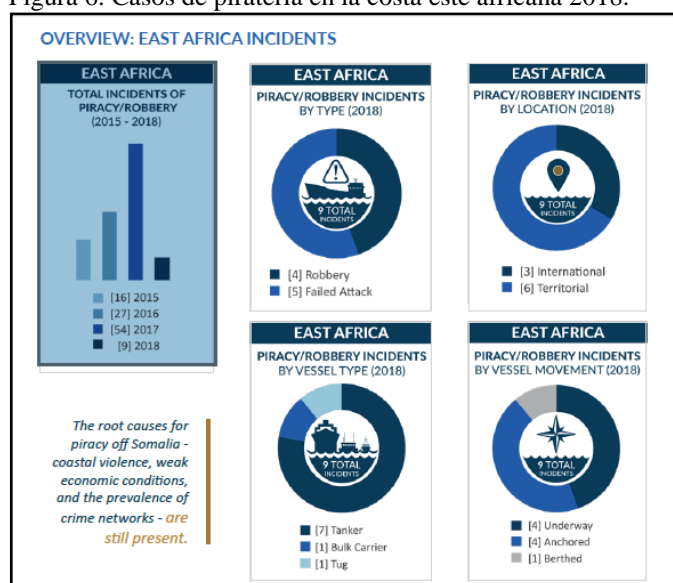 Figura 6. Casos de piratería en la costa este africana 2018.
OVERVIEW: EAST AFRICA INCIDENTS
EAST AFRICA
TOTAL INCIDENTS OF
PIRACY/ROBBERY
(2015 - 2018)
[16] 2015
[27] 2016
[54] 2017
[9] 2018
EAST AFRICA
PIRACY/ROBBERY INCIDENTS
BY TYPE (2018)
9 TOTAL
INCIDENTS
[4] Robbery
[5] Failed Attack
EAST AFRICA
PIRACY/ROBBERY INCIDENTS
BY LOCATION (2018)
9 TOTAL
INCIDENTS
[3] International
[6] Territorial
The root causes for
piracy off Somalia -
coastal violence, weak
economic conditions,
and the prevalence of
crime networks - are
still present.
EAST AFRICA
PIRACY/ROBBERY INCIDENTS
BY VESSEL TYPE (2018)
9 TOTAL
INCIDENTS
[7] Tanker
[1] Bulk Carrier
[1] Tug
EAST AFRICA
PIRACY/ROBBERY INCIDENTS
BY VESSEL MOVEMENT (2018)
9 TOTAL
INCIDENTS
[4] Underway
[4] Anchored
[1] Berthed